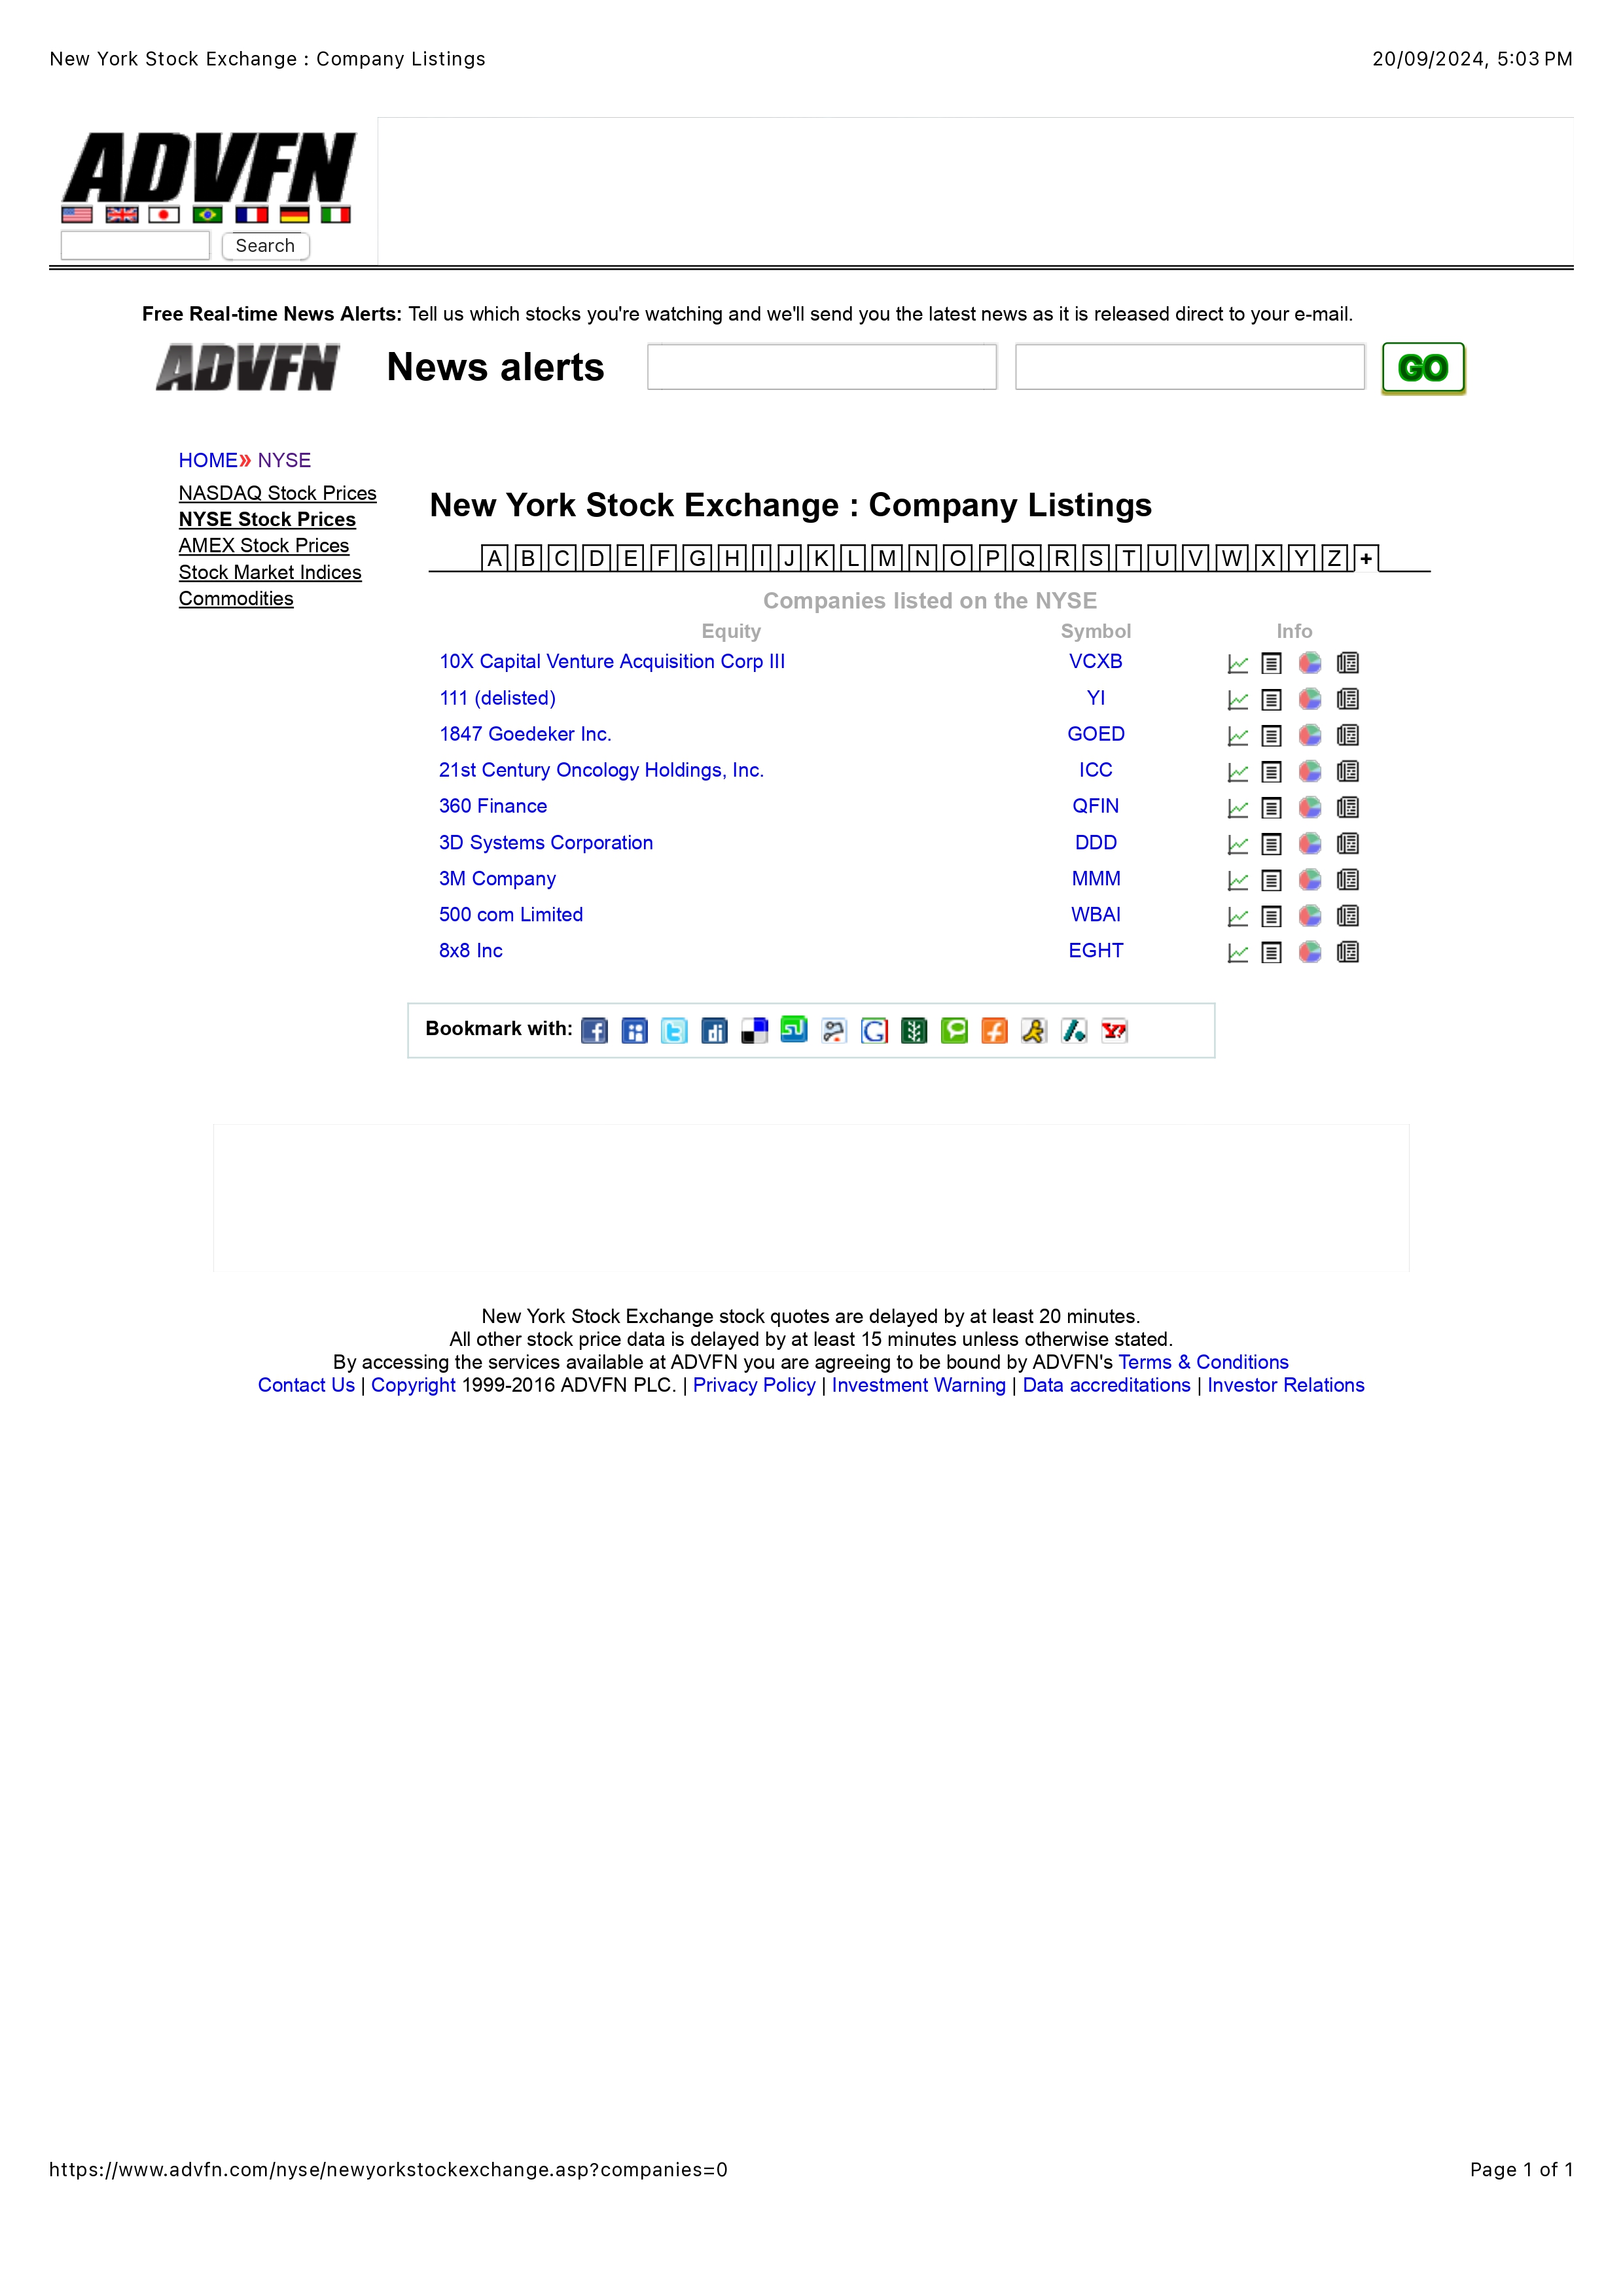 New York Stock Exchange : Company Listings 20/09/2024, 5:03 PM
ADVFN
Search
Free Real-time News Alerts: Tell us which stocks you're watching and we'll send you the latest news as it is released direct to your e-mail.
ADVFN News alerts GO
HOME» NYSE
NASDAQ Stock Prices
NYSE Stock Prices
AMEX Stock Prices
Stock Market Indices
Commodities
New York Stock Exchange : Company Listings
A B C D E F G H I J K L M N O P Q R S T U V W X Y Z +
Companies listed on the NYSE
Equity Symbol Info
10X Capital Venture Acquisition Corp III VCXB
111 (delisted) YI
1847 Goedeker Inc. GOED
21st Century Oncology Holdings, Inc. ICC
360 Finance QFIN
3D Systems Corporation DDD
3M Company MMM
500 com Limited WBAI
8x8 Inc EGHT
Bookmark with:
New York Stock Exchange stock quotes are delayed by at least 20 minutes.
All other stock price data is delayed by at least 15 minutes unless otherwise stated.
By accessing the services available at ADVFN you are agreeing to be bound by ADVFN's Terms & Conditions
Contact Us | Copyright 1999-2016 ADVFN PLC. | Privacy Policy | Investment Warning | Data accreditations | Investor Relations
https://www.advfn.com/nyse/newyorkstockexchange.asp?companies=0 Page 1 of 1